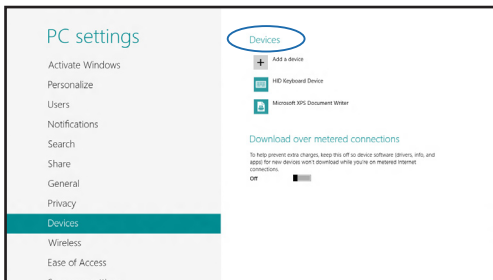 PC settings
Activate Windows
Personalize
Users
Notifications
Search
Share
General
Privacy
Devices
Wireless
Ease of Access
Devices
Add a device
HID Keyboard Device
Microsoft XPS Document Writer
Download over metered connections
To help prevent extra charges, keep this off so device software (drivers, info, and
apps) for new devices won't download while you're on metered Internet
connections.
Off